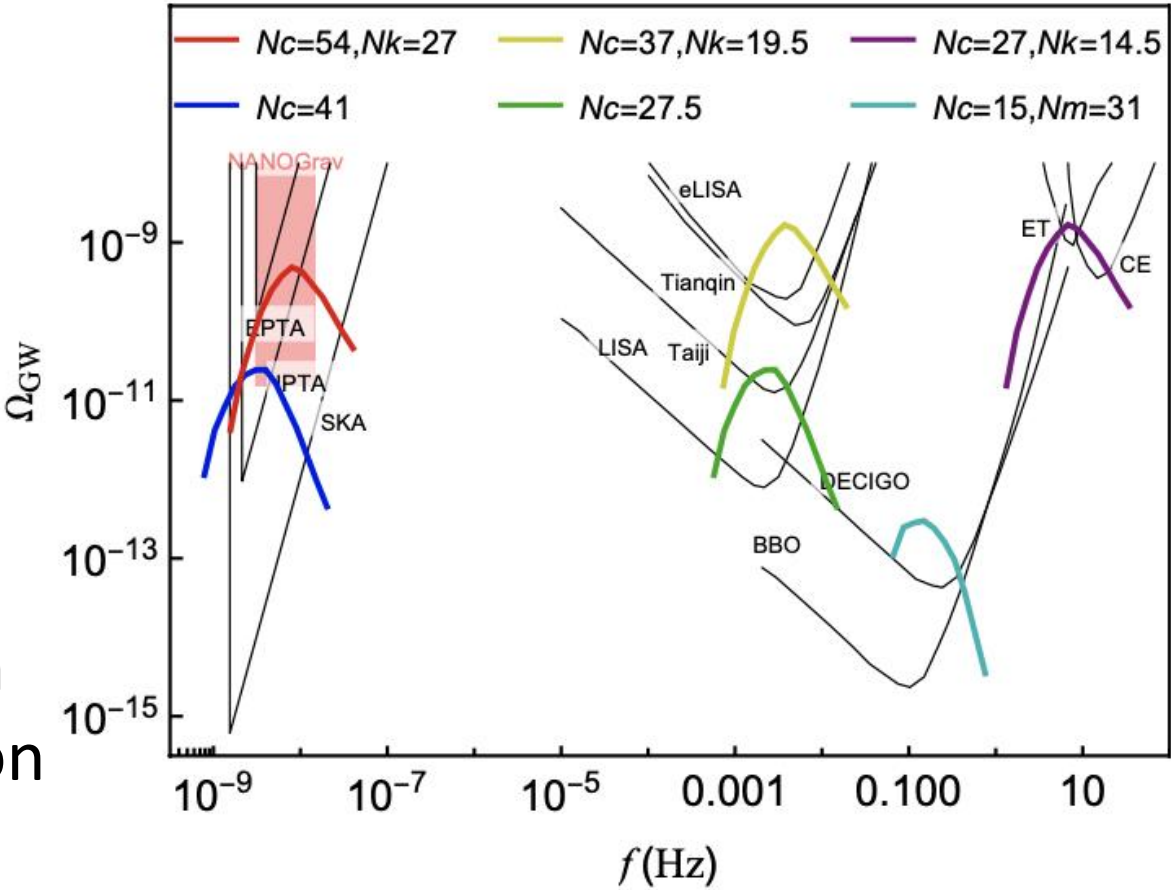 Nc=54,Nk=27 Nc=37,Nk=19.5 Nc=27,Nk=14.5
Nc=41 Nc=27.5 Nc=15,Nm=31
NANOGrav
eLISA
ET
10⁻⁹
CE
Tianqin
EPTA
LISA
Taiji
IPTA
Ω_GW
10⁻¹¹
SKA
DECIGO
BBO
10⁻¹³
10⁻¹⁵
on
10⁻⁹ 10⁻⁷ 10⁻⁵ 0.001 0.100 10
f(Hz)